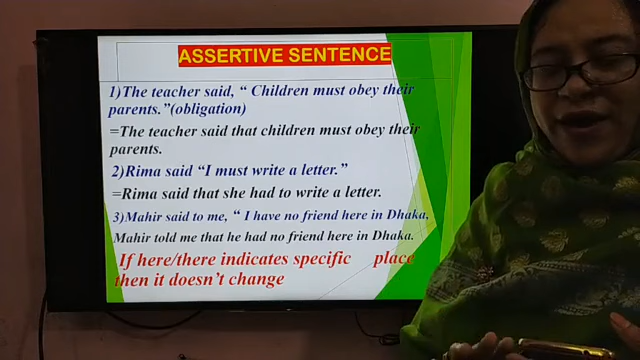 ASSERTIVE SENTENCE
1)The teacher said, “ Children must obey their
parents.”(obligation)
=The teacher said that children must obey their
parents.
2)Rima said “I must write a letter.”
=Rima said that she had to write a letter.
3)Mahir said to me, “ I have no friend here in Dhaka,
Mahir told me that he had no friend here in Dhaka.
If here/there indicates specific place
then it doesn’t change